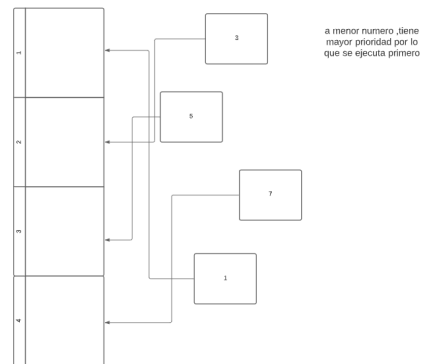 3
a menor numero ,tiene
mayor prioridad por lo
que se ejecuta primero
1
5
2
7
3
1
4